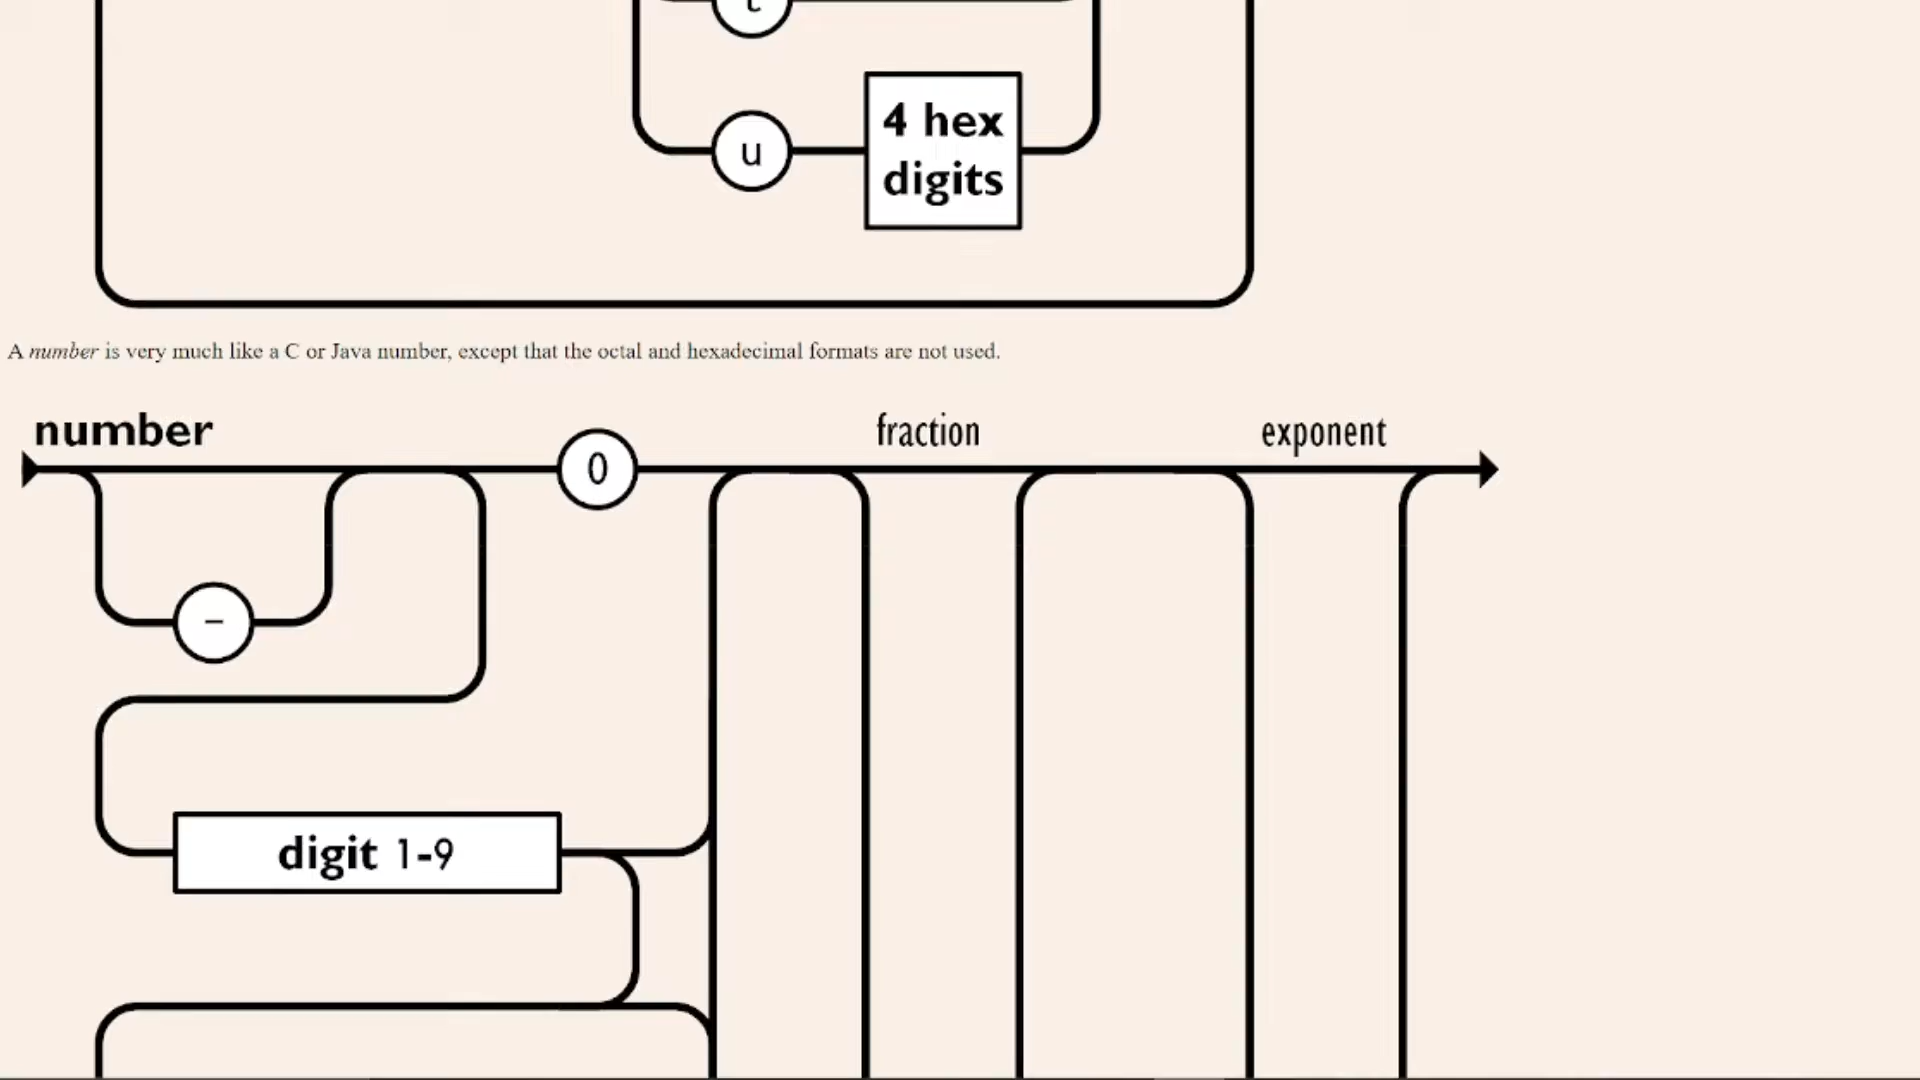 u
4 hex
digits
A number is very much like a C or Java number, except that the octal and hexadecimal formats are not used.
number
fraction
exponent
0
−
digit 1-9